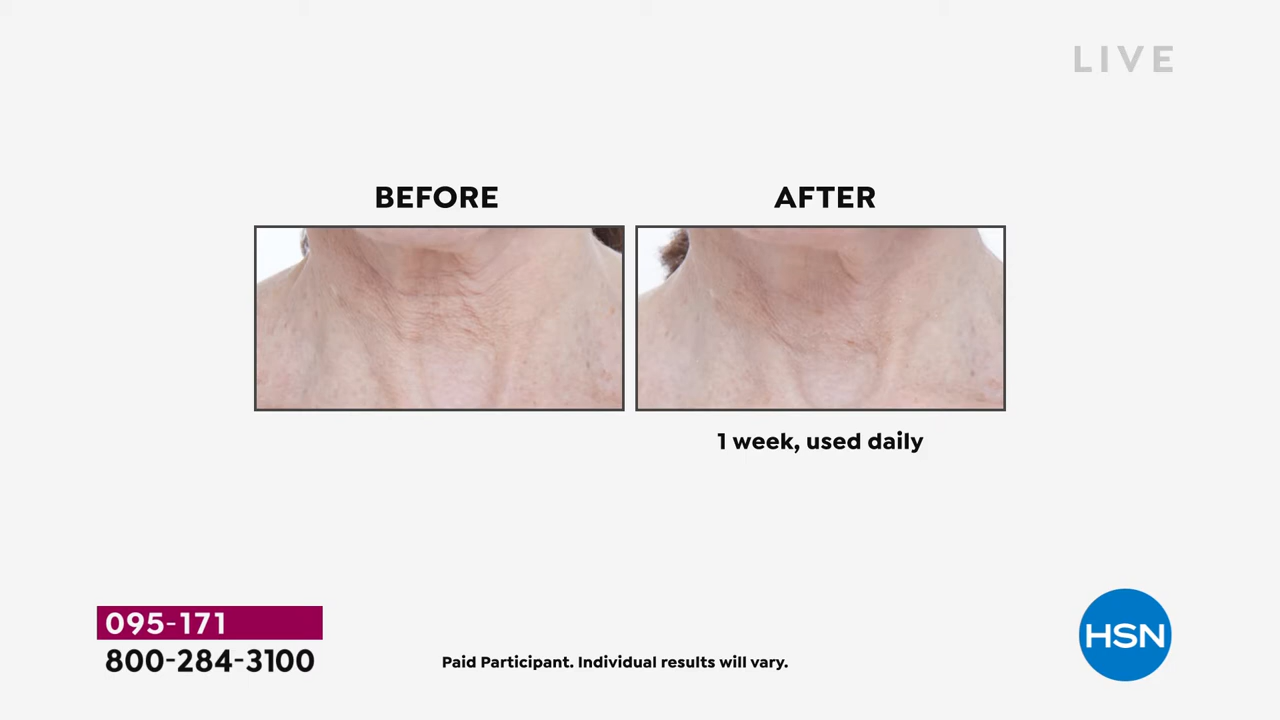 LIVE
BEFORE
AFTER
1 week, used daily
095-171
800-284-3100
Paid Participant. Individual results will vary.
HSN